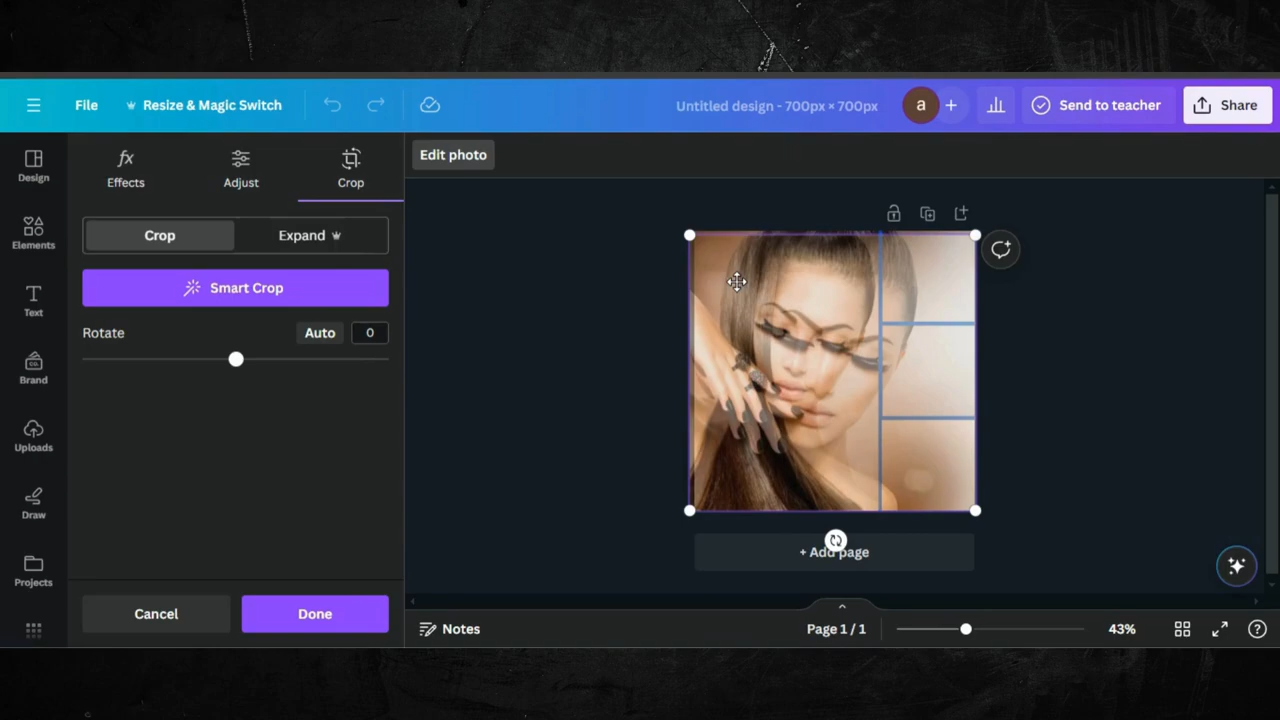 File
Resize & Magic Switch
Untitled design - 700px × 700px
a
Send to teacher
Share
Design
Elements
Text
Brand
CO.
Uploads
Draw
Projects
fx
Effects
Adjust
Crop
Crop
Expand
Smart Crop
Rotate
Auto
0
Cancel
Done
Edit photo
+ Add page
Notes
Page 1 / 1
43%